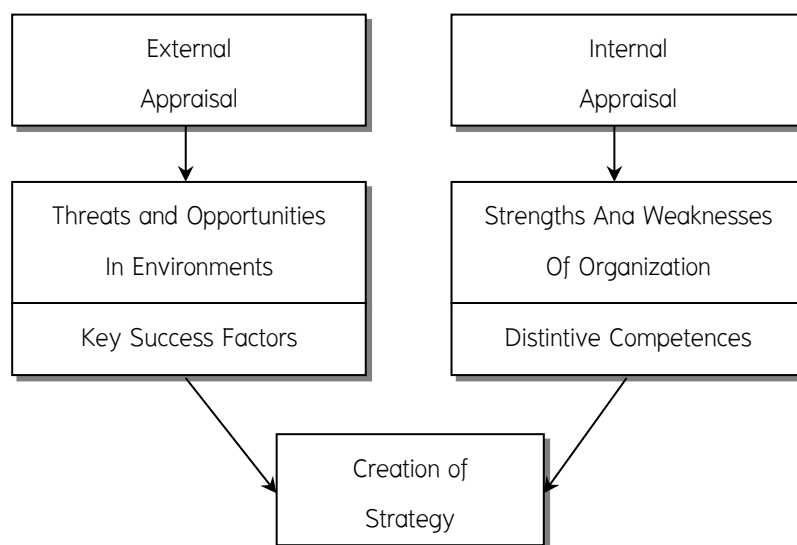 External
Appraisal
Internal
Appraisal
Threats and Opportunities
In Environments
Key Success Factors
Strengths Ana Weaknesses
Of Organization
Distintive Competences
Creation of
Strategy